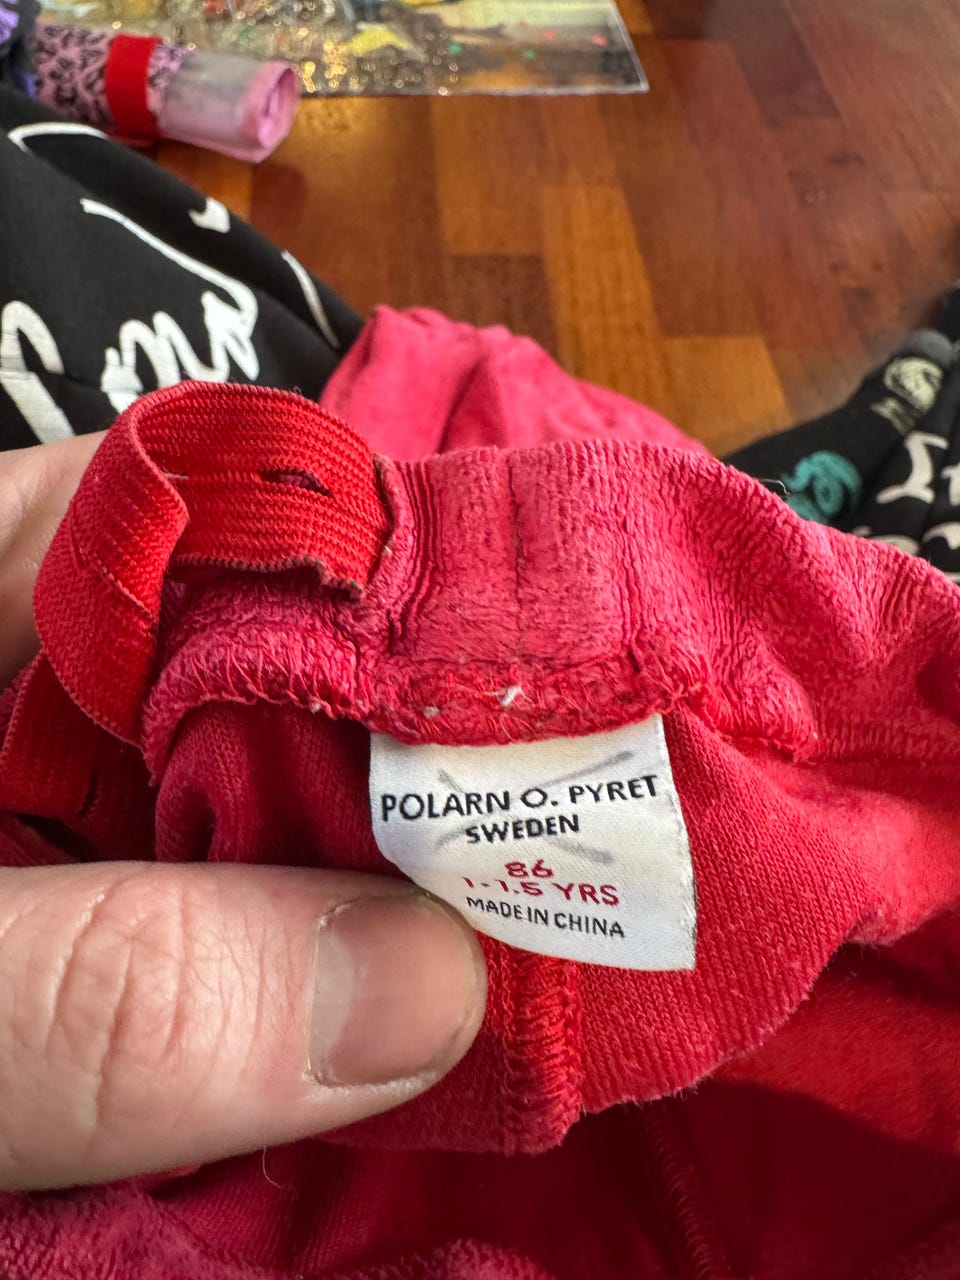 POLARN O. PYRET
SWEDEN
86
1-1.5 YRS
MADE IN CHINA